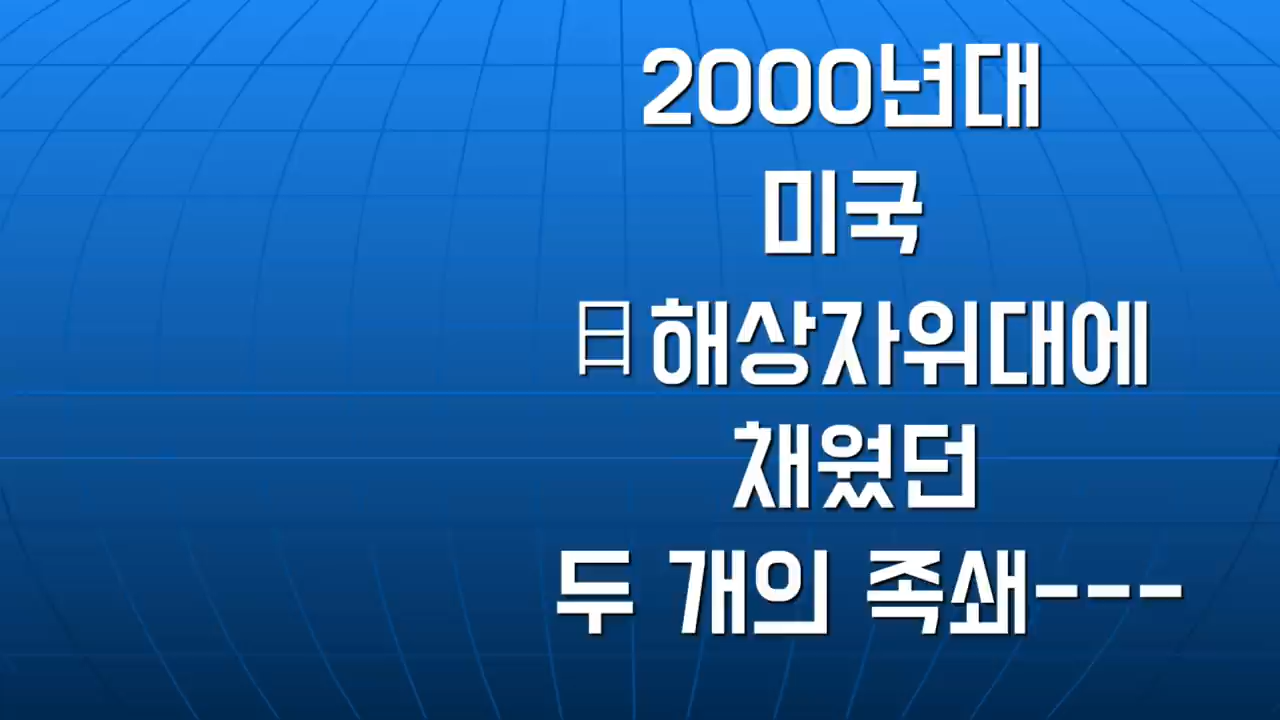 2000년대
미국
日해상자위대에
채웠던
두 개의 족쇄---